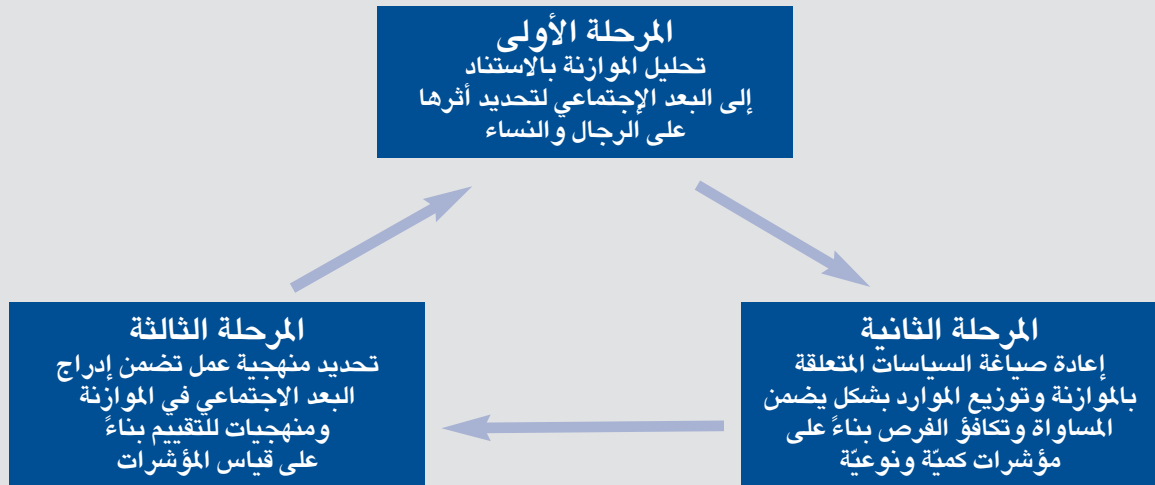 المرحلة الأولى
تحليل الموازنة بالاستناد
إلى البعد الإجتماعي لتحديد أثرها
على الرجال والنساء
المرحلة الثانية
إعادة صياغة السياسات المتعلقة
بالموازنة وتوزيع الموارد بشكل يضمن
المساواة وتكافؤ الفرص بناءً على
مؤشرات كميّة ونوعيّة
المرحلة الثالثة
تحديد منهجية عمل تضمن إدراج
البعد الاجتماعي في الموازنة
ومنهجيات للتقييم بناءً
على قياس المؤشرات